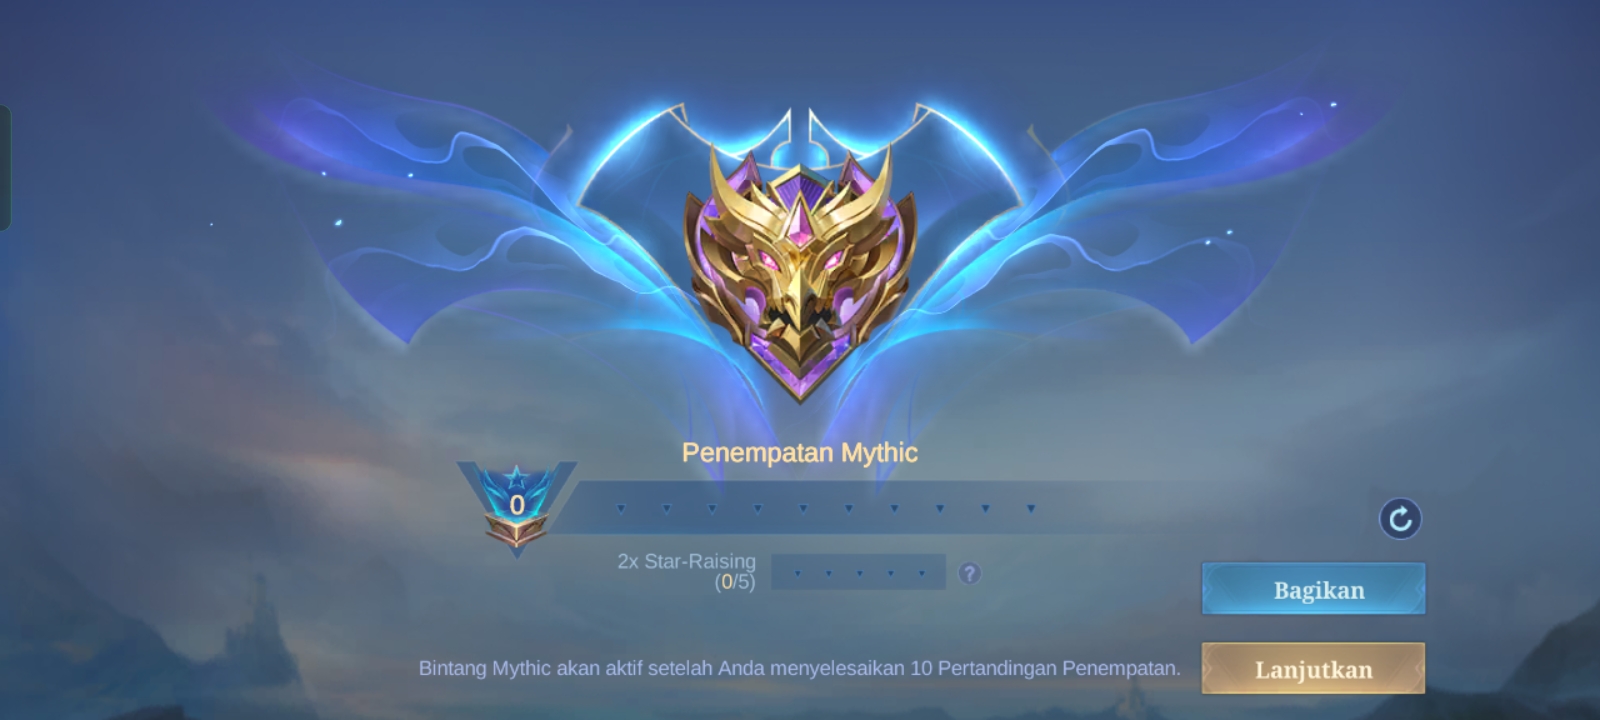 Penempatan Mythic
0
2x Star-Raising
(0/5)
?
Bagikan
Bintang Mythic akan aktif setelah Anda menyelesaikan 10 Pertandingan Penempatan.
Lanjutkan